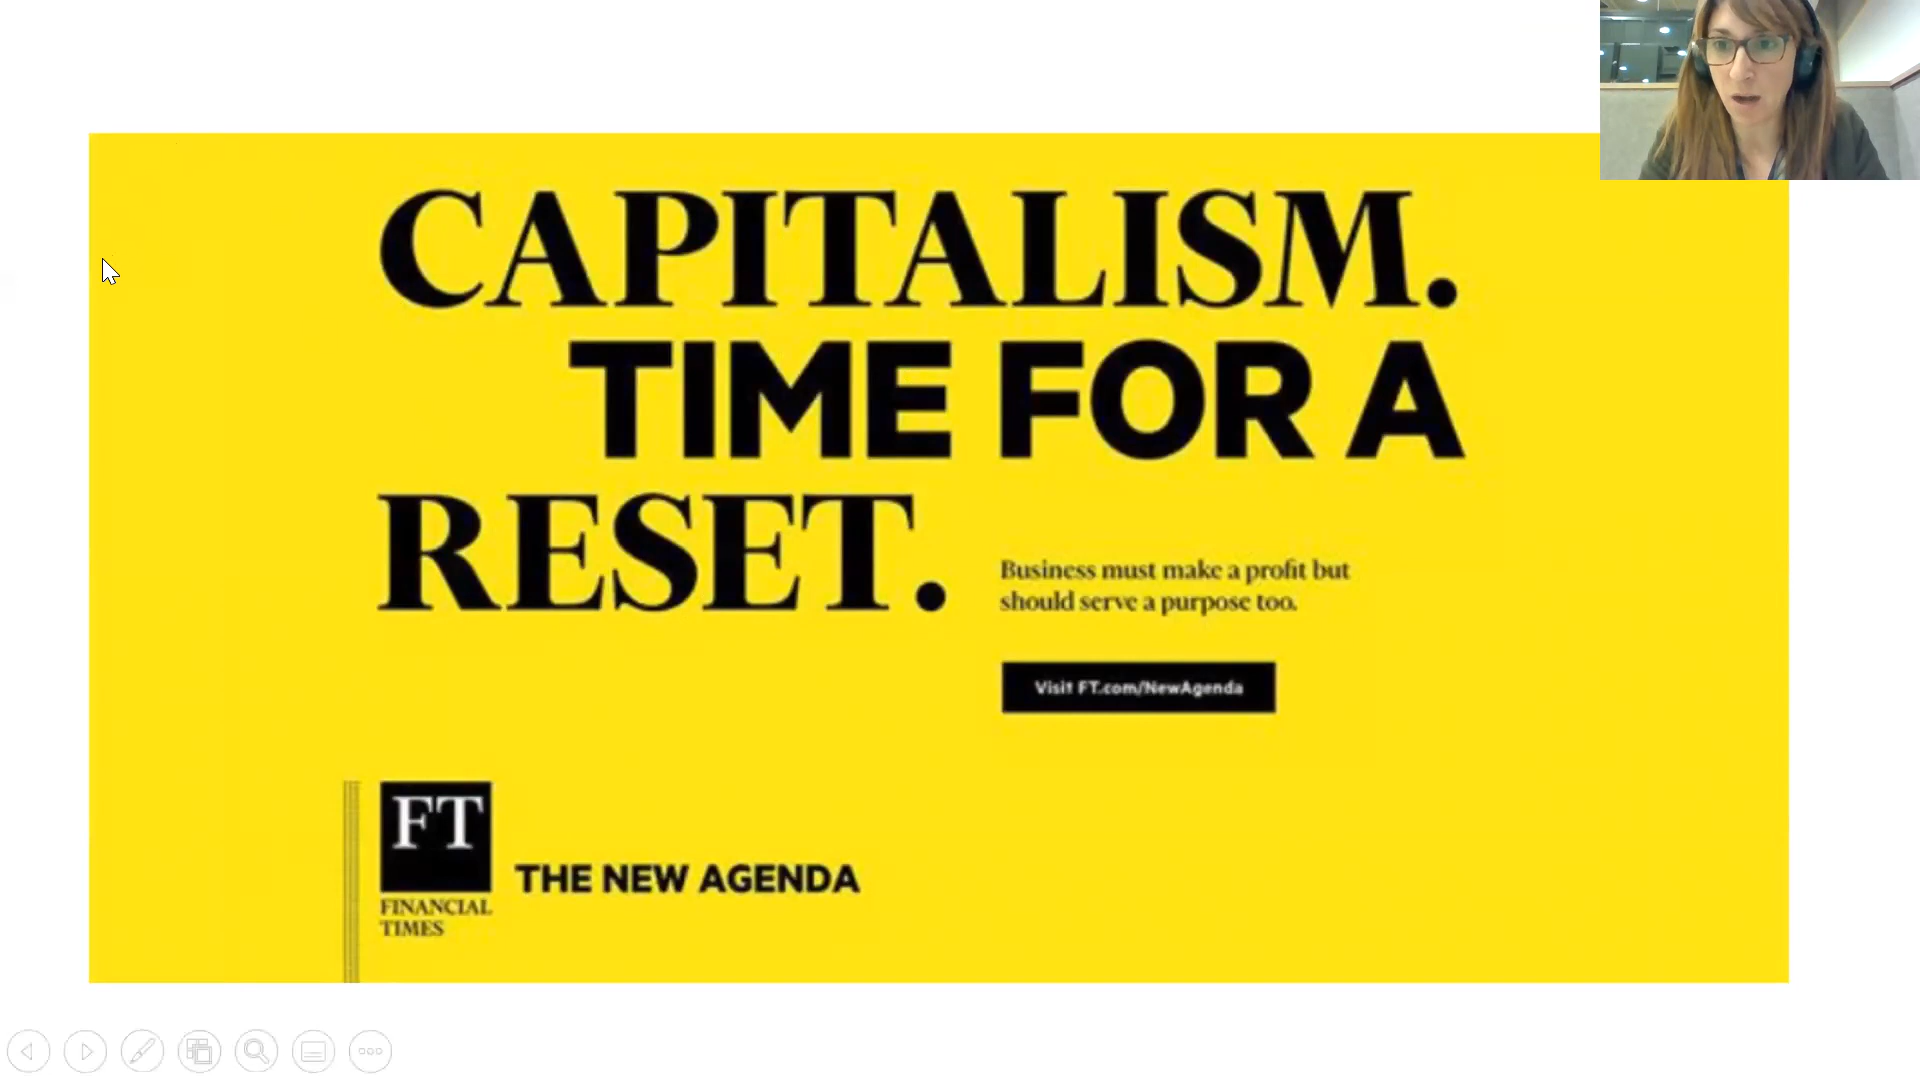 CAPITALISM.
TIME FOR A
RESET.
Business must make a profit but
should serve a purpose too.
Visit FT.com/NewAgenda
FT
THE NEW AGENDA
FINANCIAL
TIMES